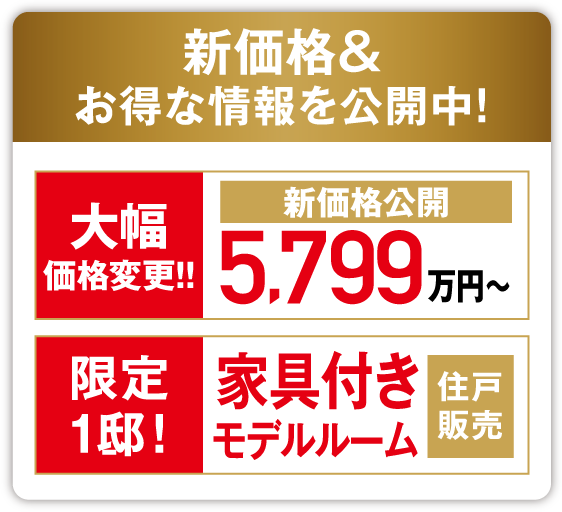 新価格&
お得な情報を公開中!
大幅
価格変更!!
新価格公開
5,799万円～
限定
1邸!
家具付き
モデルルーム
住戸
販売